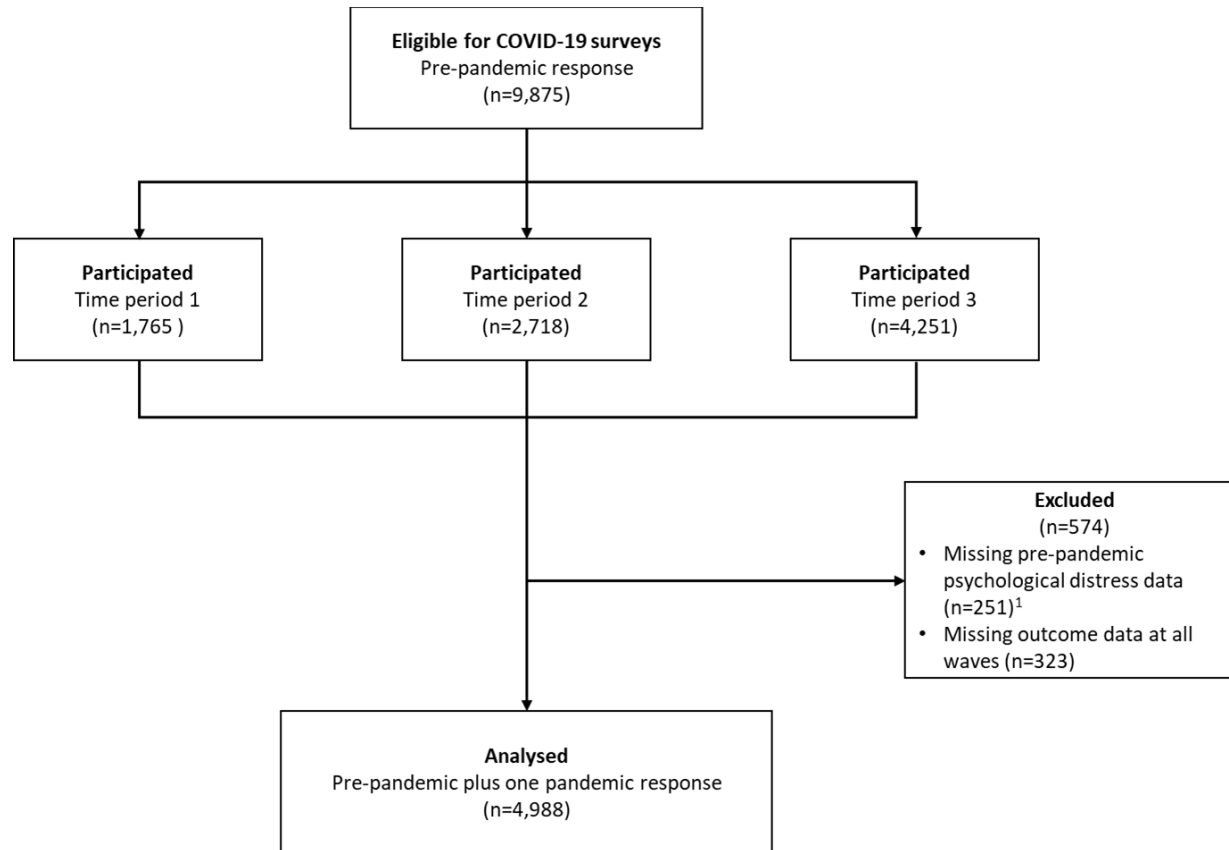 Eligible for COVID-19 surveys
Pre-pandemic response
(n=9,875)
Participated
Time period 1
(n=1,765 )
Participated
Time period 2
(n=2,718)
Participated
Time period 3
(n=4,251)
Excluded
(n=574)
• Missing pre-pandemic
psychological distress data
(n=251)¹
• Missing outcome data at all
waves (n=323)
Analysed
Pre-pandemic plus one pandemic response
(n=4,988)